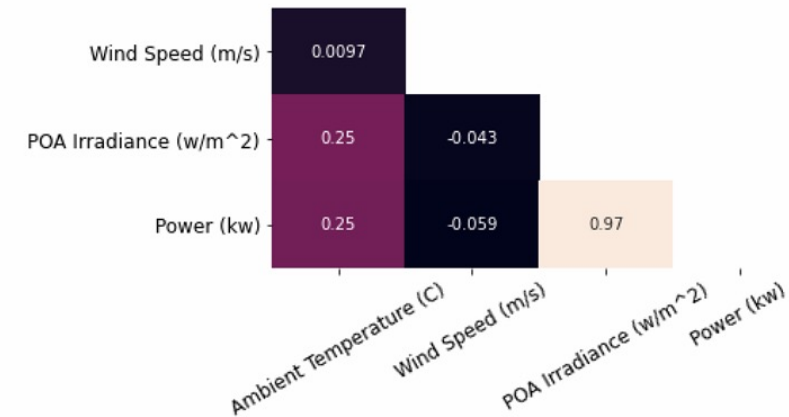 Wind Speed (m/s)
0.0097
POA Irradiance (w/m^2)
0.25
-0.043
Power (kw)
0.25
-0.059
0.97
Ambient Temperature (C)
Wind Speed (m/s)
POA Irradiance (w/m^2)
Power (kw)